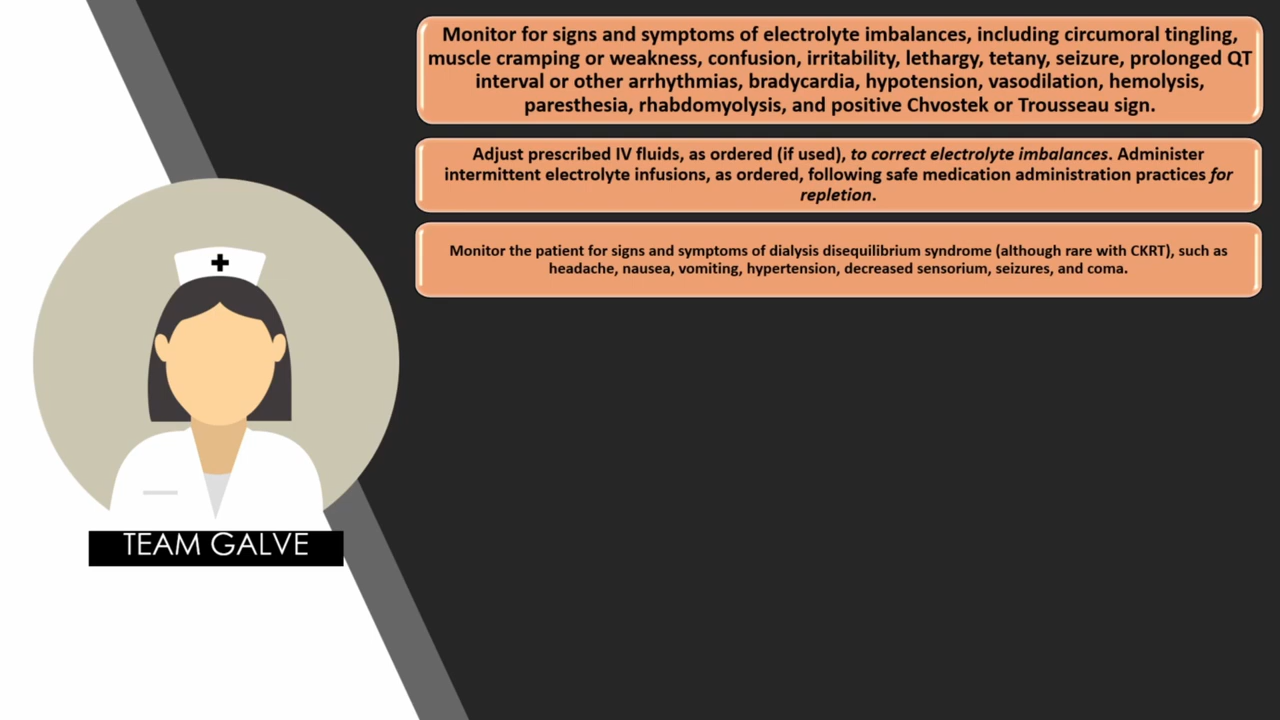 Monitor for signs and symptoms of electrolyte imbalances, including circumoral tingling,
muscle cramping or weakness, confusion, irritability, lethargy, tetany, seizure, prolonged QT
interval or other arrhythmias, bradycardia, hypotension, vasodilation, hemolysis,
paresthesia, rhabdomyolysis, and positive Chvostek or Trousseau sign.
Adjust prescribed IV fluids, as ordered (if used), to correct electrolyte imbalances. Administer
intermittent electrolyte infusions, as ordered, following safe medication administration practices for
repletion.
Monitor the patient for signs and symptoms of dialysis disequilibrium syndrome (although rare with CKRT), such as
headache, nausea, vomiting, hypertension, decreased sensorium, seizures, and coma.
TEAM GALVE